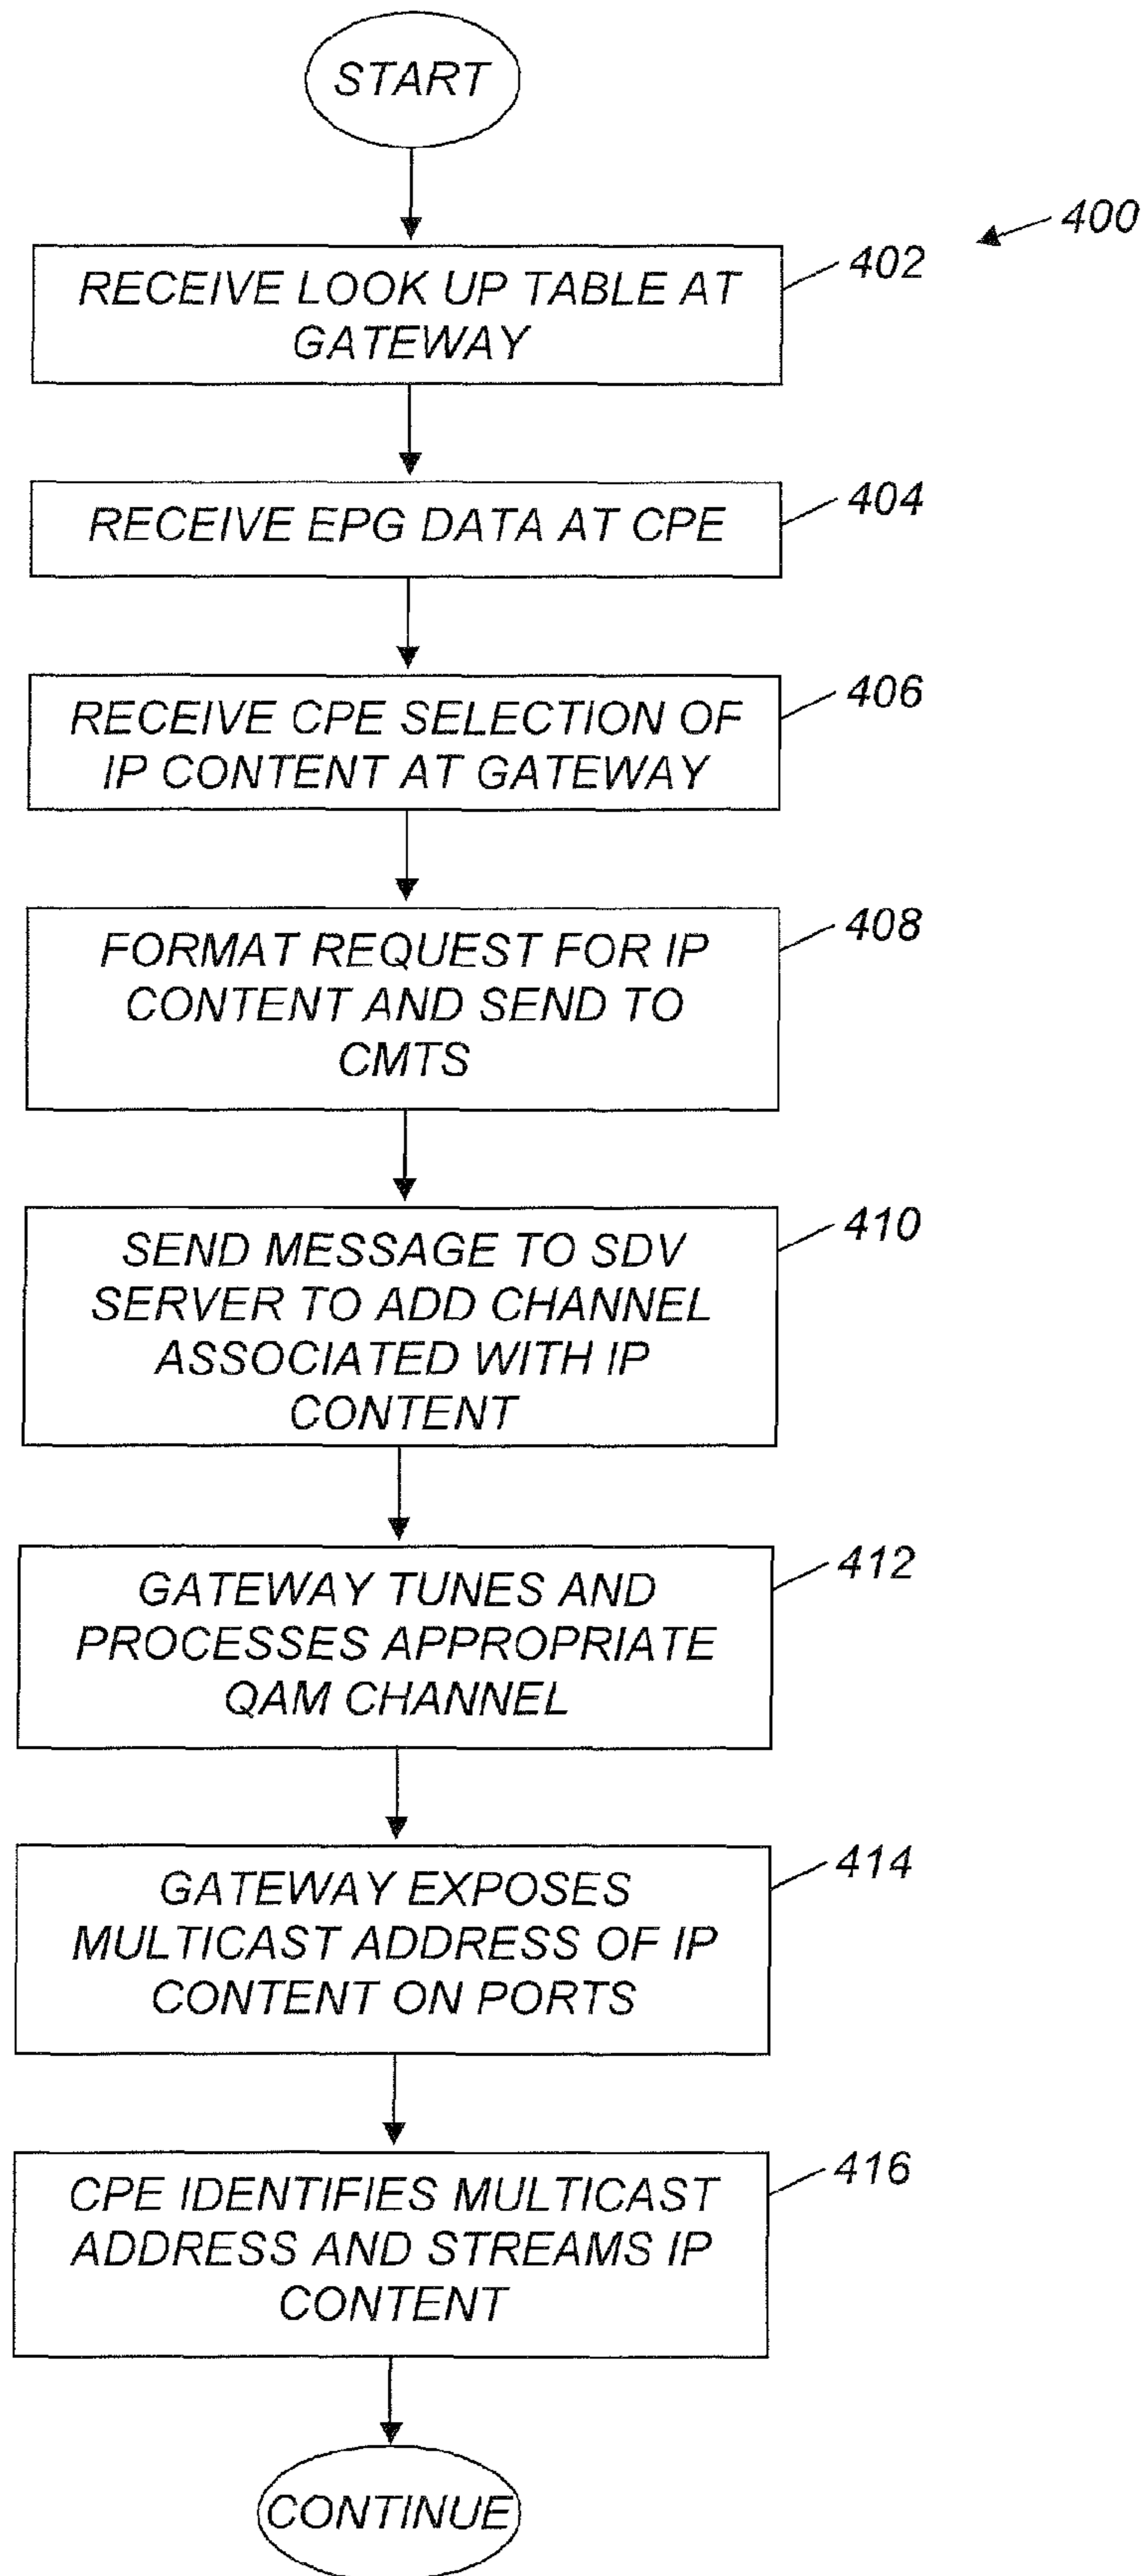 START
400
402
RECEIVE LOOK UP TABLE AT
GATEWAY
404
RECEIVE EPG DATA AT CPE
406
RECEIVE CPE SELECTION OF
IP CONTENT AT GATEWAY
408
FORMAT REQUEST FOR IP
CONTENT AND SEND TO
CMTS
410
SEND MESSAGE TO SDV
SERVER TO ADD CHANNEL
ASSOCIATED WITH IP
CONTENT
412
GATEWAY TUNES AND
PROCESSES APPROPRIATE
QAM CHANNEL
414
GATEWAY EXPOSES
MULTICAST ADDRESS OF IP
CONTENT ON PORTS
416
CPE IDENTIFIES MULTICAST
ADDRESS AND STREAMS IP
CONTENT
CONTINUE